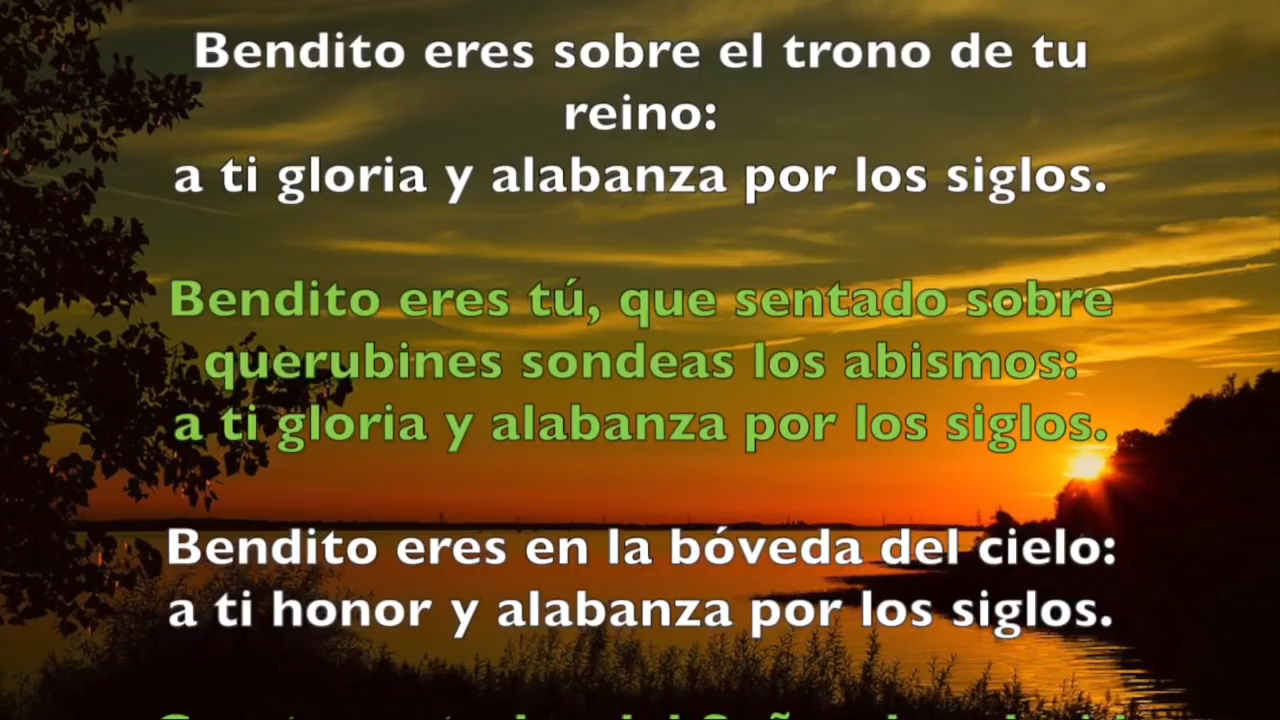 Bendito eres sobre el trono de tu
reino:
a ti gloria y alabanza por los siglos.
Bendito eres tú, que sentado sobre
querubines sondeas los abismos:
a ti gloria y alabanza por los siglos.
Bendito eres en la bóveda del cielo:
a ti honor y alabanza por los siglos.